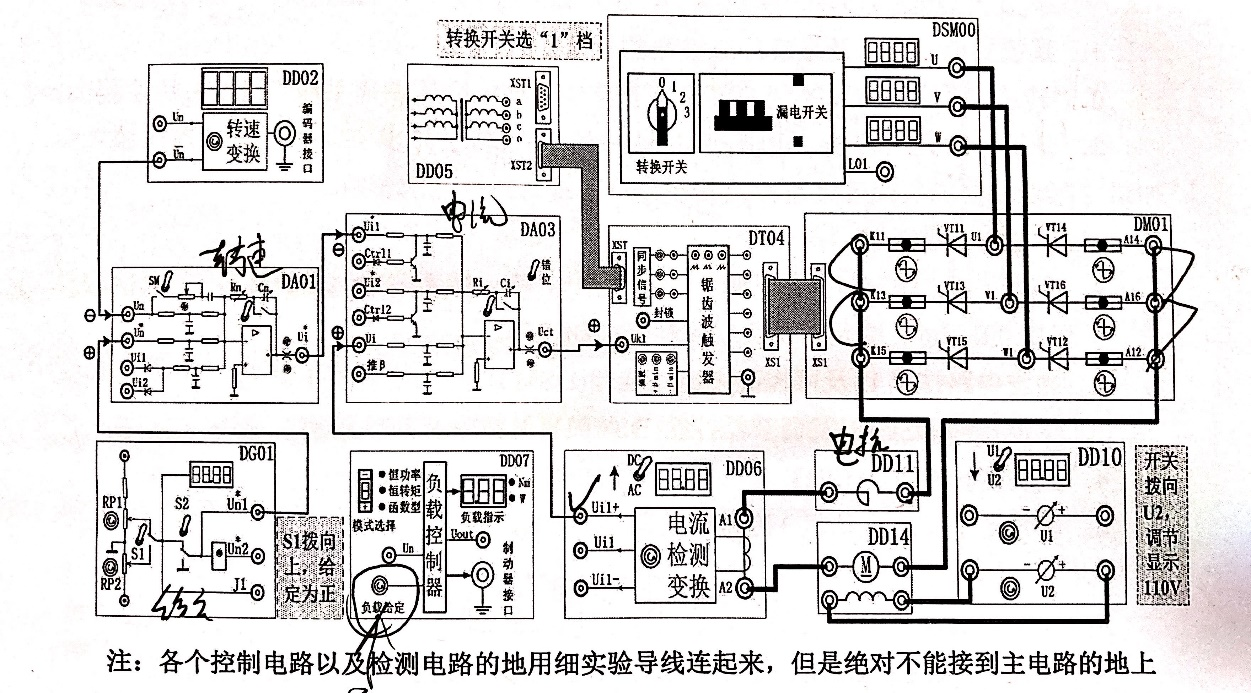 转换开关选“1”档
DSM00
U
V
W
0
1
2
3
转换开关
漏电开关
LO1
DD02
Un
Un
转速
变换
编码器接口
XST1
a
b
c
o
XST2
DD05
转速
DA01
SM
Rn
Cn
Un
Un*
Ui1
Ui2
Ui*
电流
DA03
Ui1*
Ctrl1
Ui2*
Ctrl2
Ui
推β
Ri
Ci
错位
Uct
DT04
XST
同步信号
封锁
Uk1
锯齿波触发器
XS1
XS1
DM01
K11
VT11
U1
VT14
A14
K13
VT13
V1
VT16
A16
K15
VT15
W1
VT12
A12
DG01
RP1
RP2
S1
S2
Un1*
Un2*
J1
S1拨向
上，给
定为正
DD07
恒功率
恒转矩
函数型
模式选择
负载控制器
Nm
W
负载指示
Un
Uout
负载给定
制动器接口
DD06
DC
AC
Ui1+
Ui1
Ui1-
电流
检测
变换
A1
A2
电抗
DD11
DD14
M
DD10
U1
U2
U1
U2
开关
拨向
U2,
调节
显示
110V
注：各个控制电路以及检测电路的地用细实验导线连起来，但是绝对不能接到主电路的地上